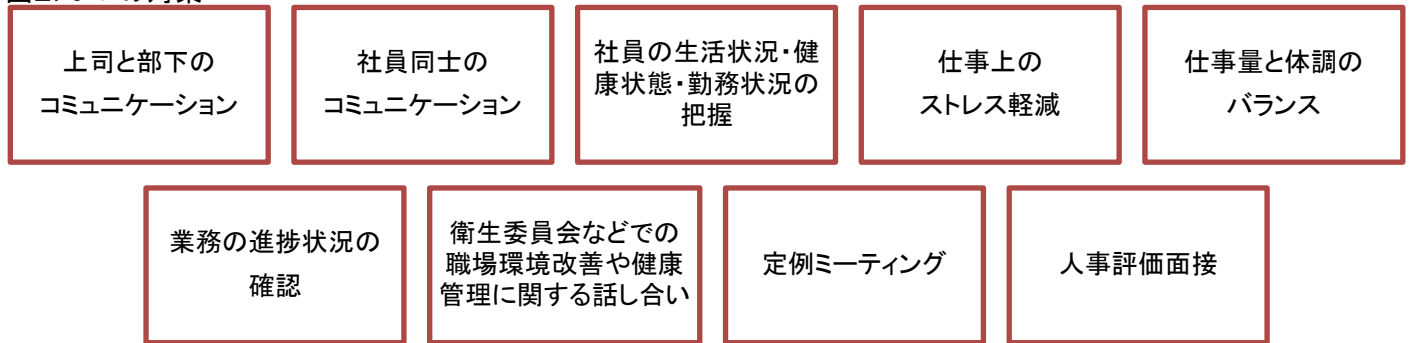 上司と部下の
コミュニケーション
社員同士の
コミュニケーション
社員の生活状況・健
康状態・勤務状況の
把握
仕事上の
ストレス軽減
仕事量と体調の
バランス
業務の進捗状況の
確認
衛生委員会などでの
職場環境改善や健康
管理に関する話し合い
定例ミーティング
人事評価面接